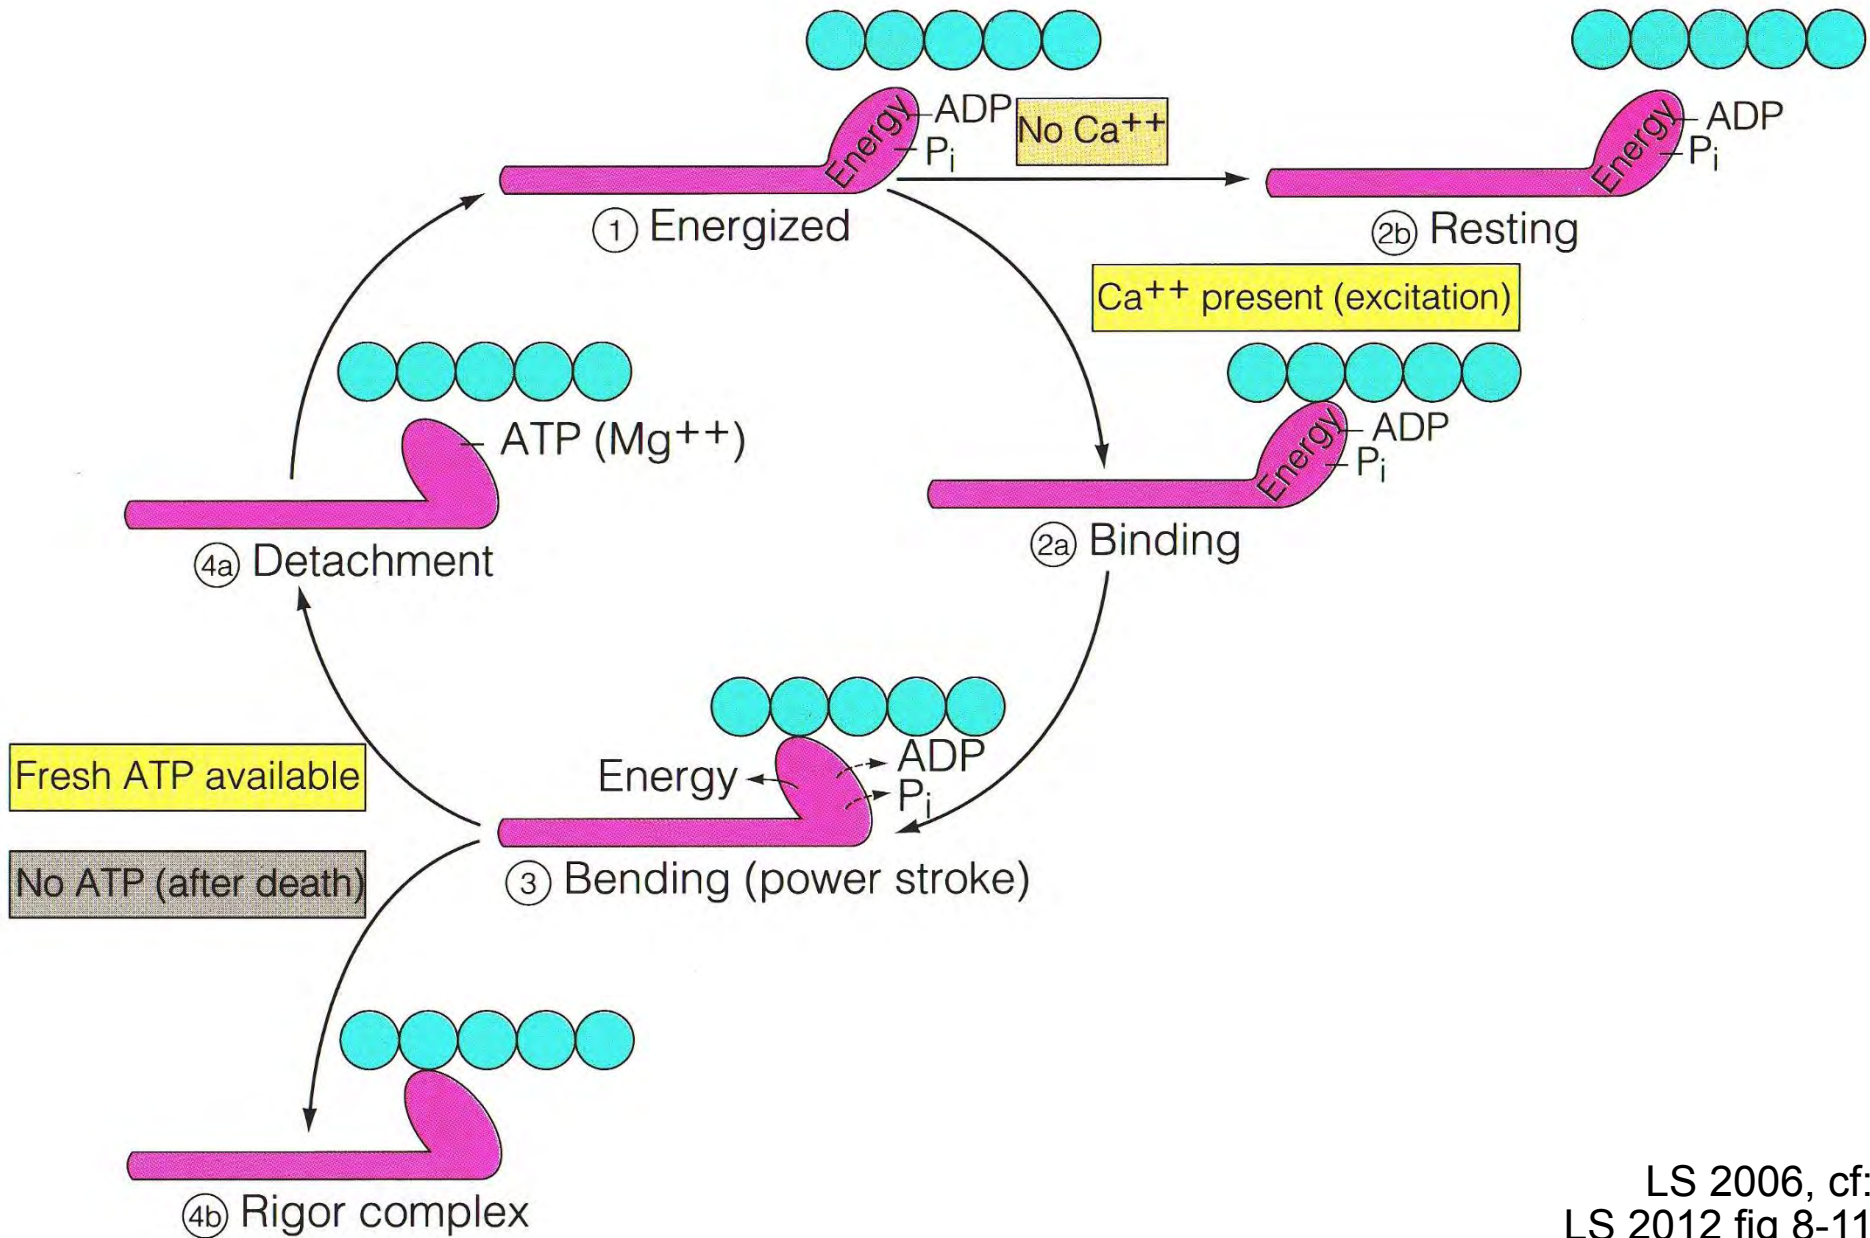 Energy
ADP
Pi
No Ca++
① Energized
Energy
ADP
Pi
2b Resting
Ca++ present (excitation)
ATP (Mg++)
4a Detachment
Energy
ADP
Pi
2a Binding
Fresh ATP available
No ATP (after death)
Energy
ADP
Pi
③ Bending (power stroke)
4b Rigor complex
LS 2006, cf:
LS 2012 fig 8-11